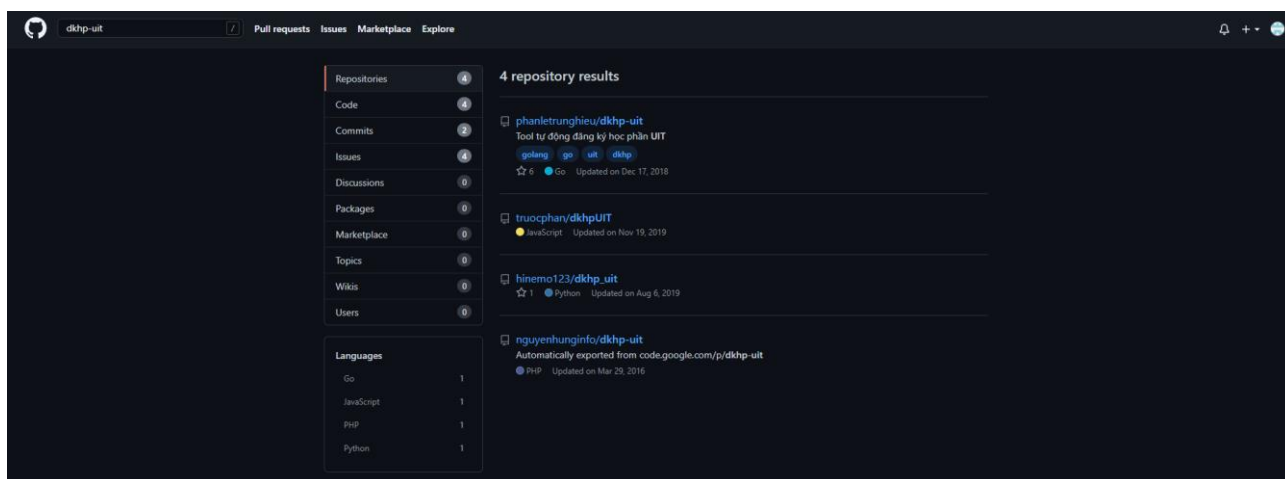 dkhp-uit
/
Pull requests Issues Marketplace Explore
Repositories 4
Code 4
Commits 2
Issues 4
Discussions 0
Packages 0
Marketplace 0
Topics 0
Wikis 0
Users 0
Languages
Go 1
JavaScript 1
PHP 1
Python 1
4 repository results
phanletrunghieu/dkhp-uit
Tool tự động đăng ký học phần UIT
golang go uit dkhp
6 Go Updated on Dec 17, 2018
truocphan/dkhpUIT
JavaScript Updated on Nov 19, 2019
hinemo123/dkhp_uit
1 Python Updated on Aug 6, 2019
nguyenhunginfo/dkhp-uit
Automatically exported from code.google.com/p/dkhp-uit
PHP Updated on Mar 29, 2016